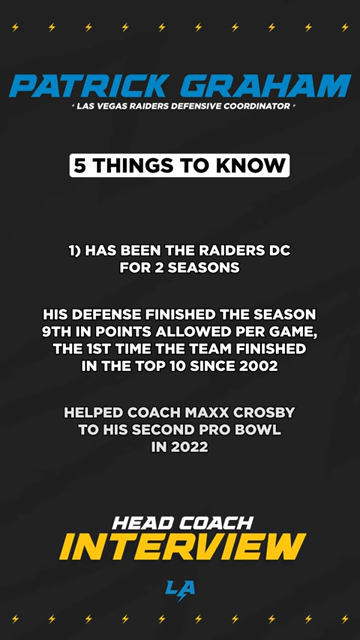 PATRICK GRAHAM
• LAS VEGAS RAIDERS DEFENSIVE COORDINATOR •
5 THINGS TO KNOW
1) HAS BEEN THE RAIDERS DC
FOR 2 SEASONS
HIS DEFENSE FINISHED THE SEASON
9TH IN POINTS ALLOWED PER GAME,
THE 1ST TIME THE TEAM FINISHED
IN THE TOP 10 SINCE 2002
HELPED COACH MAXX CROSBY
TO HIS SECOND PRO BOWL
IN 2022
HEAD COACH
INTERVIEW
LA